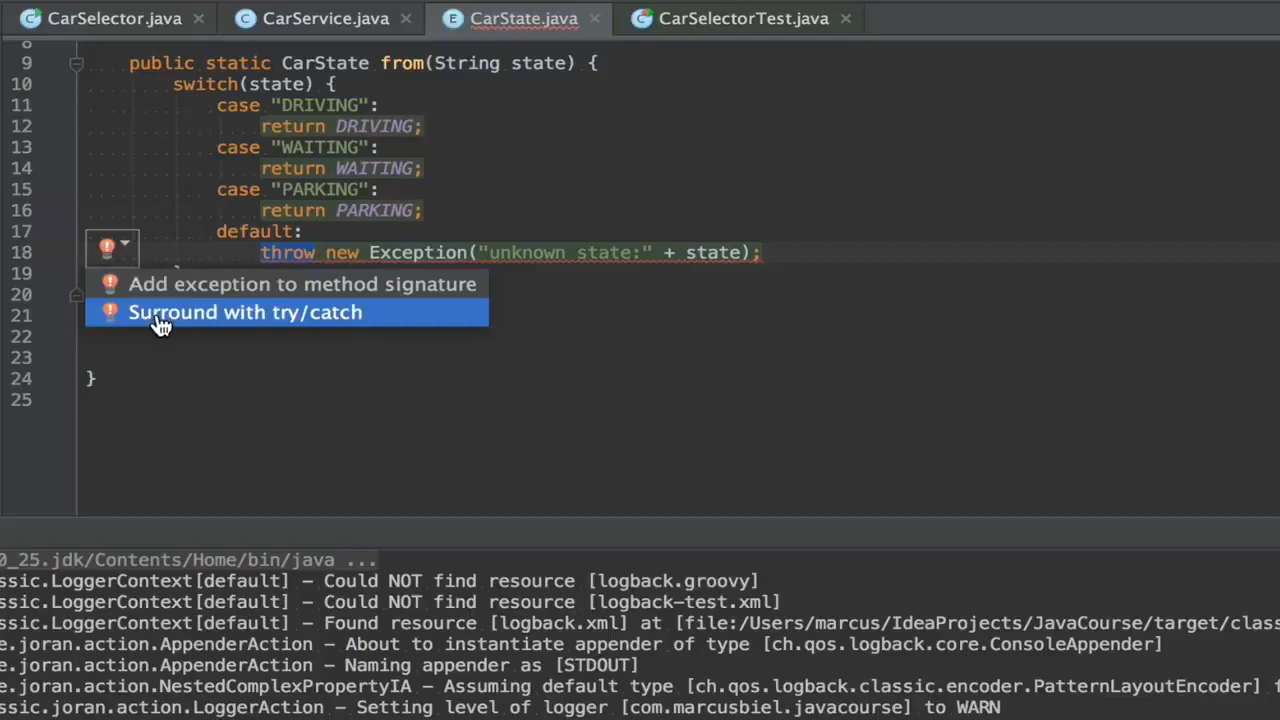 CarSelector.java × CarService.java × CarState.java × CarSelectorTest.java ×
8
9 public static CarState from(String state) {
10 switch(state) {
11 case "DRIVING":
12 return DRIVING;
13 case "WAITING":
14 return WAITING;
15 case "PARKING":
16 return PARKING;
17 default:
18 throw new Exception("unknown state:" + state);
19
Add exception to method signature
20
21 Surround with try/catch
22
23
24 }
25
0_25.jdk/Contents/Home/bin/java ...
assic.LoggerContext[default] - Could NOT find resource [logback.groovy]
assic.LoggerContext[default] - Could NOT find resource [logback-test.xml]
assic.LoggerContext[default] - Found resource [logback.xml] at [file:/Users/marcus/IdeaProjects/JavaCourse/target/class
e.joran.action.AppenderAction - About to instantiate appender of type [ch.qos.logback.core.ConsoleAppender]
e.joran.action.AppenderAction - Naming appender as [STDOUT]
e.joran.action.NestedComplexPropertyIA - Assuming default type [ch.qos.logback.classic.encoder.PatternLayoutEncoder] f
ssic.joran.action.LoggerAction - Setting level of logger [com.marcusbiel.javacourse] to WARN